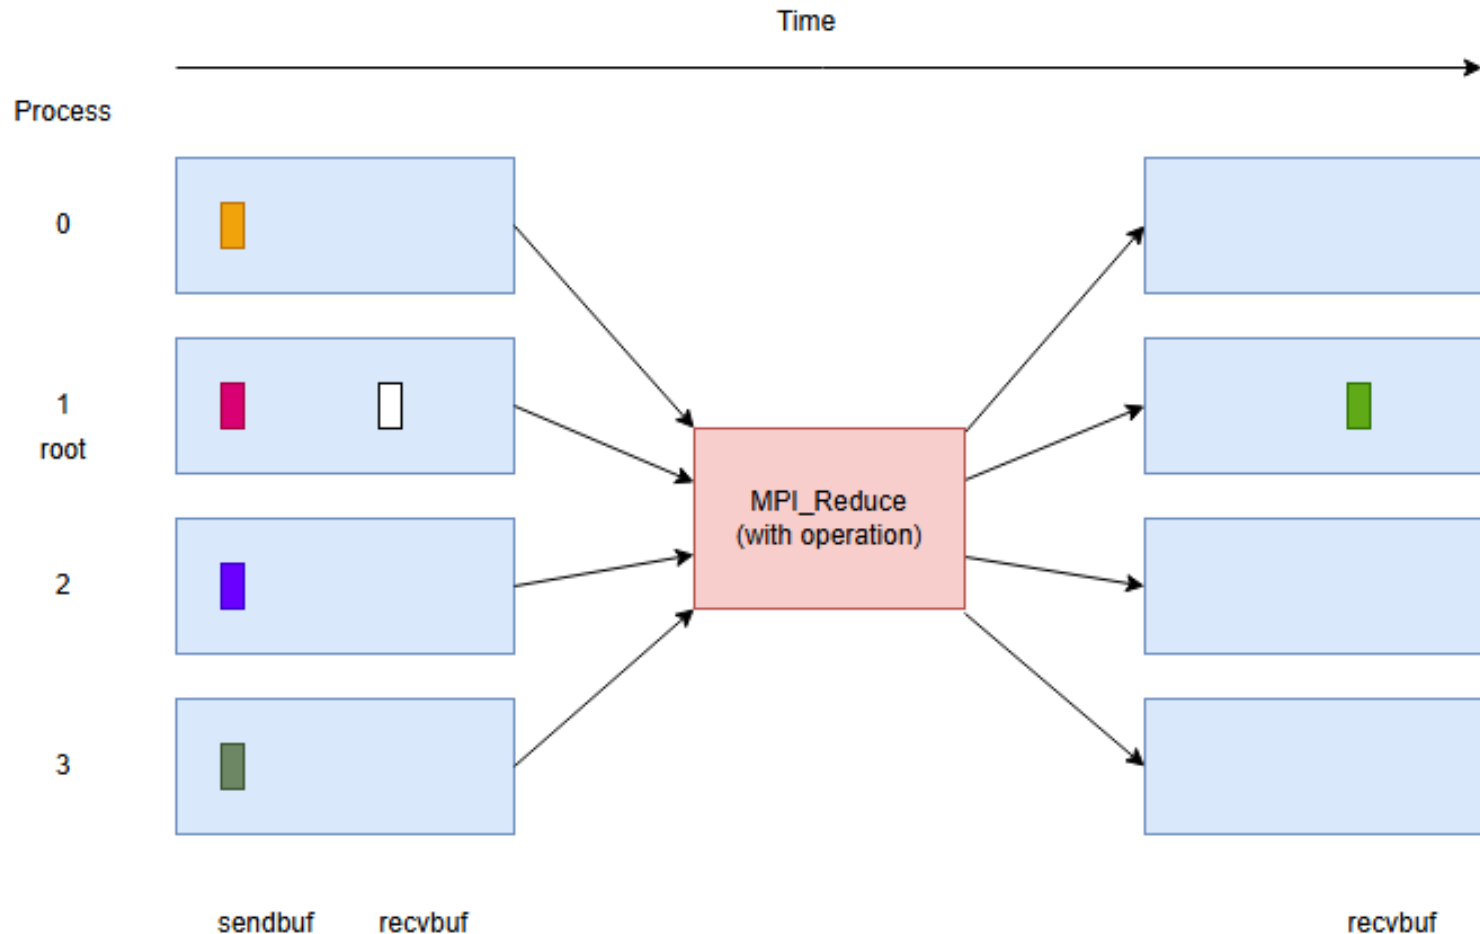 Time
Process
0
1
root
2
3
MPI_Reduce
(with operation)
sendbuf
recvbuf
recvbuf